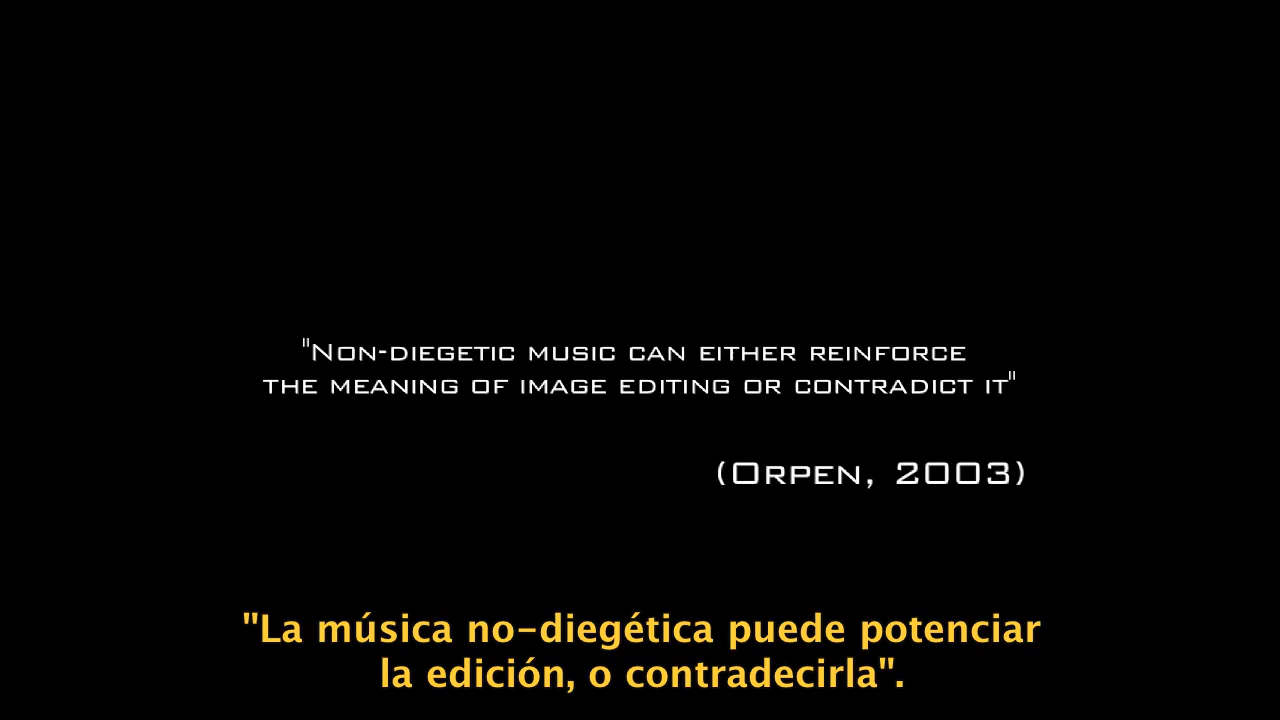 "Non-diegetic music can either reinforce
the meaning of image editing or contradict it"
(Orpen, 2003)
"La música no-diegética puede potenciar
la edición, o contradecirla".